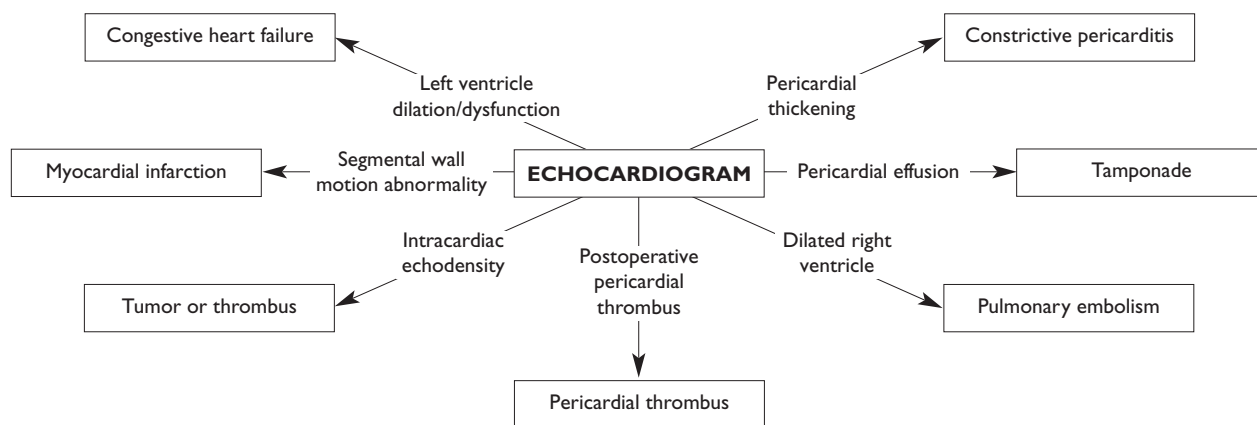 Congestive heart failure
Constrictive pericarditis
Left ventricle
dilation/dysfunction
Pericardial
thickening
Myocardial infarction
Segmental wall
motion abnormality
ECHOCARDIOGRAM
Pericardial effusion
Tamponade
Intracardiac
echodensity
Postoperative
pericardial
thrombus
Dilated right
ventricle
Tumor or thrombus
Pulmonary embolism
Pericardial thrombus